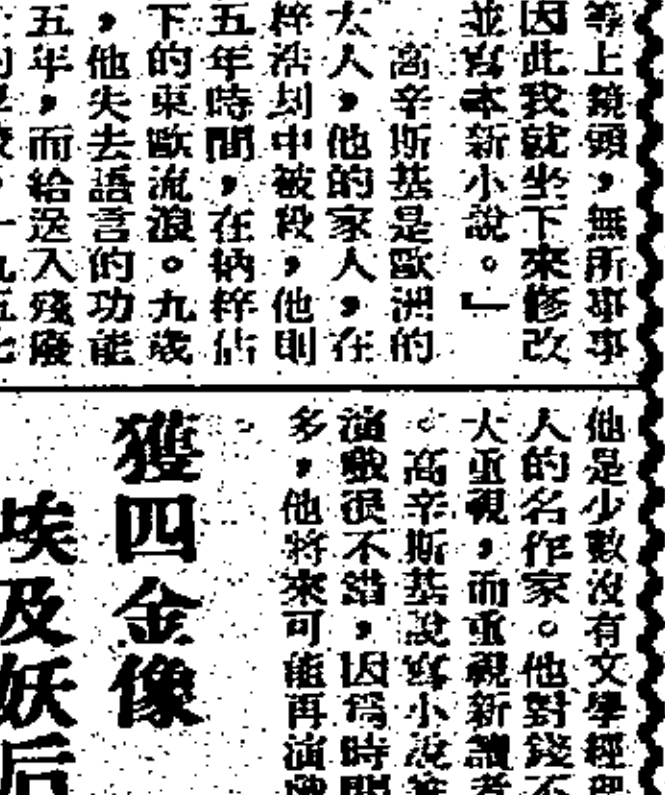 等上鏡頭，無所事事
因此我就坐下來修改
並寫本新小說。」
高辛斯基是歐洲的
太人，他的家人，在
粹浩刧中被段，他則
五年時間，在納粹佔
下的東歐流浪。九歲
，他失去語言的功能
五年，而給送入殘廢
他是少數沒有文學經理
人的名作家。他對錢不
大重視，而重視新讀者
。高辛斯基說寫小說
演戲很不錯，因為時間
多，他將來可能再演戲
。
獲四金像
埃及妖后